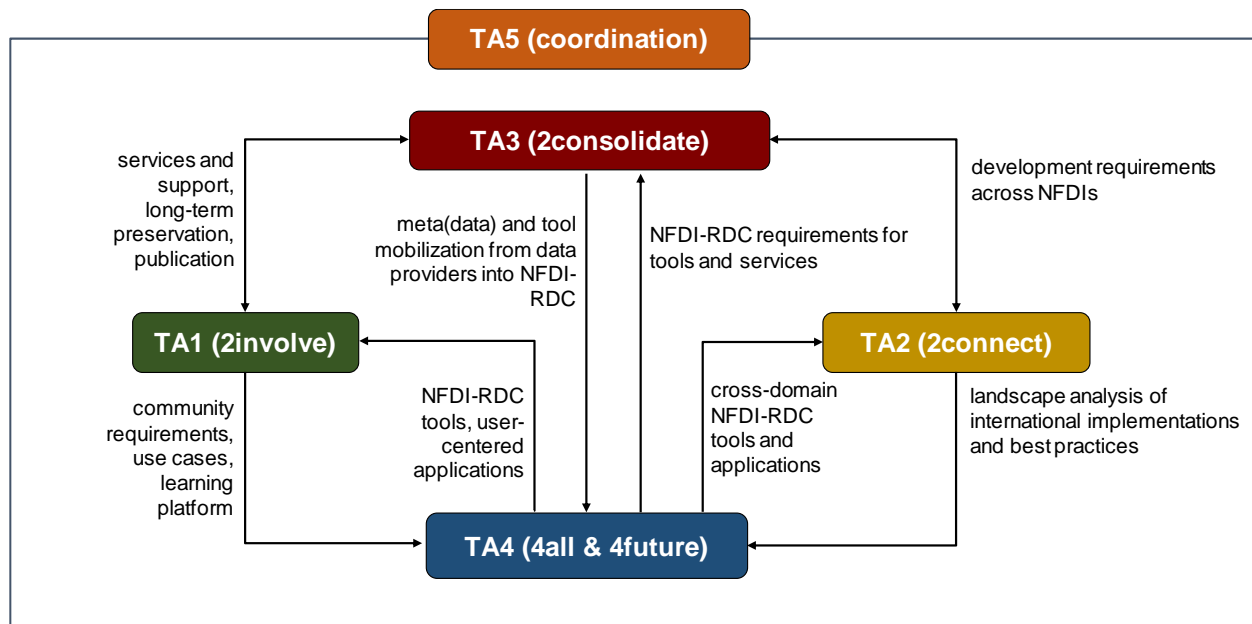 TA5 (coordination)
TA3 (2consolidate)
services and
support,
long-term
preservation,
publication
meta(data) and tool
mobilization from data
providers into NFDI-
RDC
NFDI-RDC requirements for
tools and services
development requirements
across NFDIs
TA1 (2involve)
TA2 (2connect)
community
requirements,
use cases,
learning
platform
NFDI-RDC
tools, user-
centered
applications
cross-domain
NFDI-RDC
tools and
applications
landscape analysis of
international implementations
and best practices
TA4 (4all & 4future)